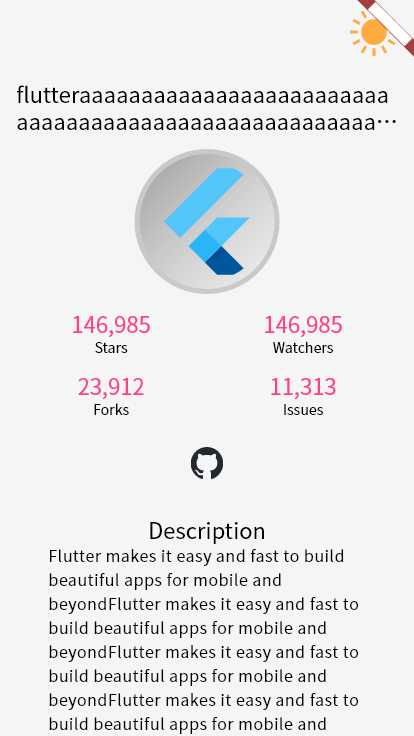 flutteraaaaaaaaaaaaaaaaaaaaaaaaa
aaaaaaaaaaaaaaaaaaaaaaaaaaaaa…
146,985 146,985
Stars Watchers
23,912 11,313
Forks Issues
Description
Flutter makes it easy and fast to build
beautiful apps for mobile and
beyondFlutter makes it easy and fast to
build beautiful apps for mobile and
beyondFlutter makes it easy and fast to
build beautiful apps for mobile and
beyondFlutter makes it easy and fast to
build beautiful apps for mobile and